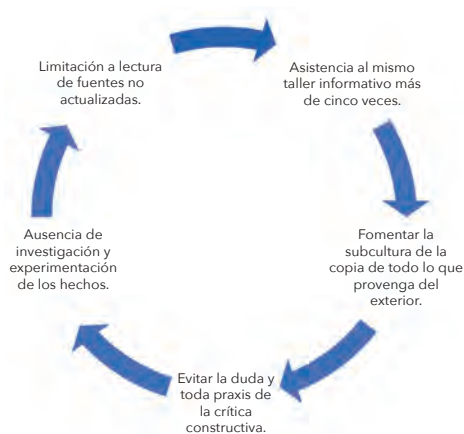 Limitación a lectura
de fuentes no
actualizadas.
Asistencia al mismo
taller informativo más
de cinco veces.
Fomentar la
subcultura de la
copia de todo lo que
provenga del
exterior.
Evitar la duda y
toda praxis de
la crítica
constructiva.
Ausencia de
investigación y
experimentación
de los hechos.